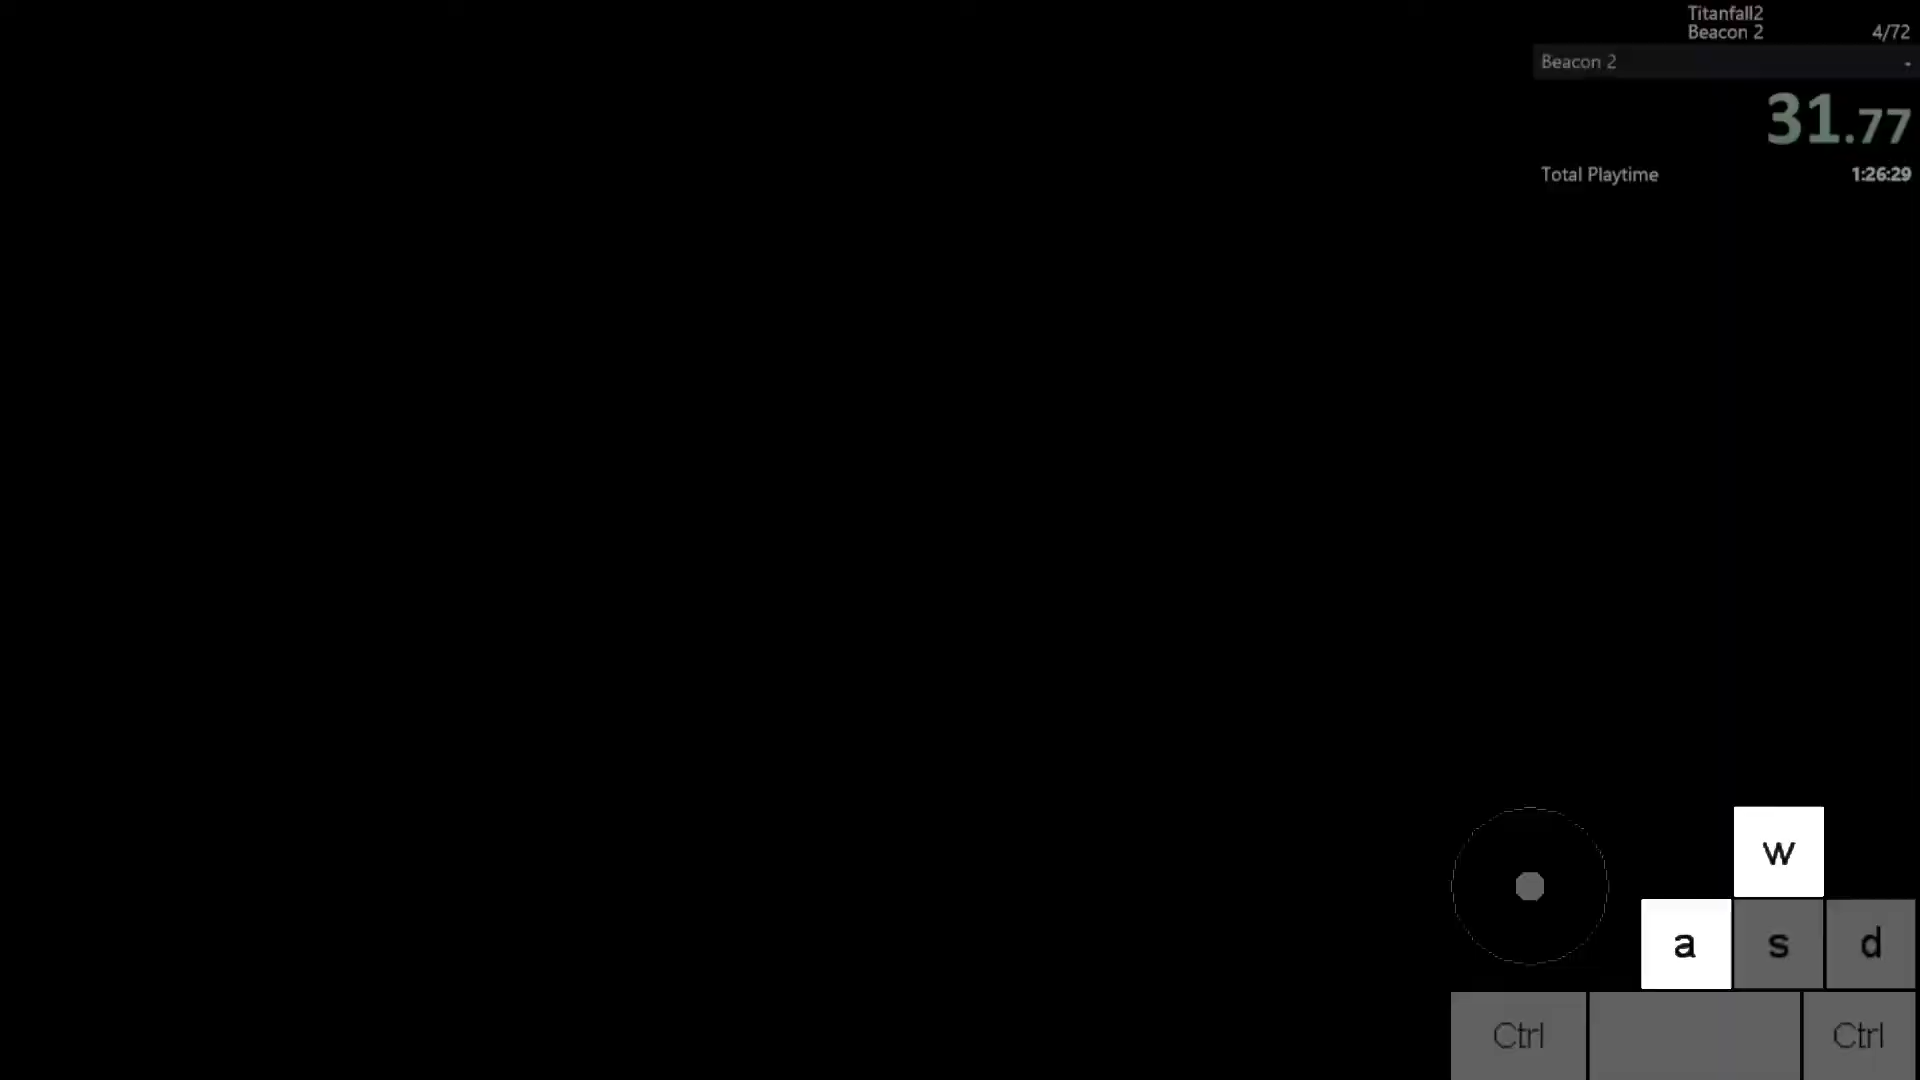 Titanfall2
Beacon 2 4/72
Beacon 2 -
31.77
Total Playtime 1:26:29
w
a s d
Ctrl Ctrl